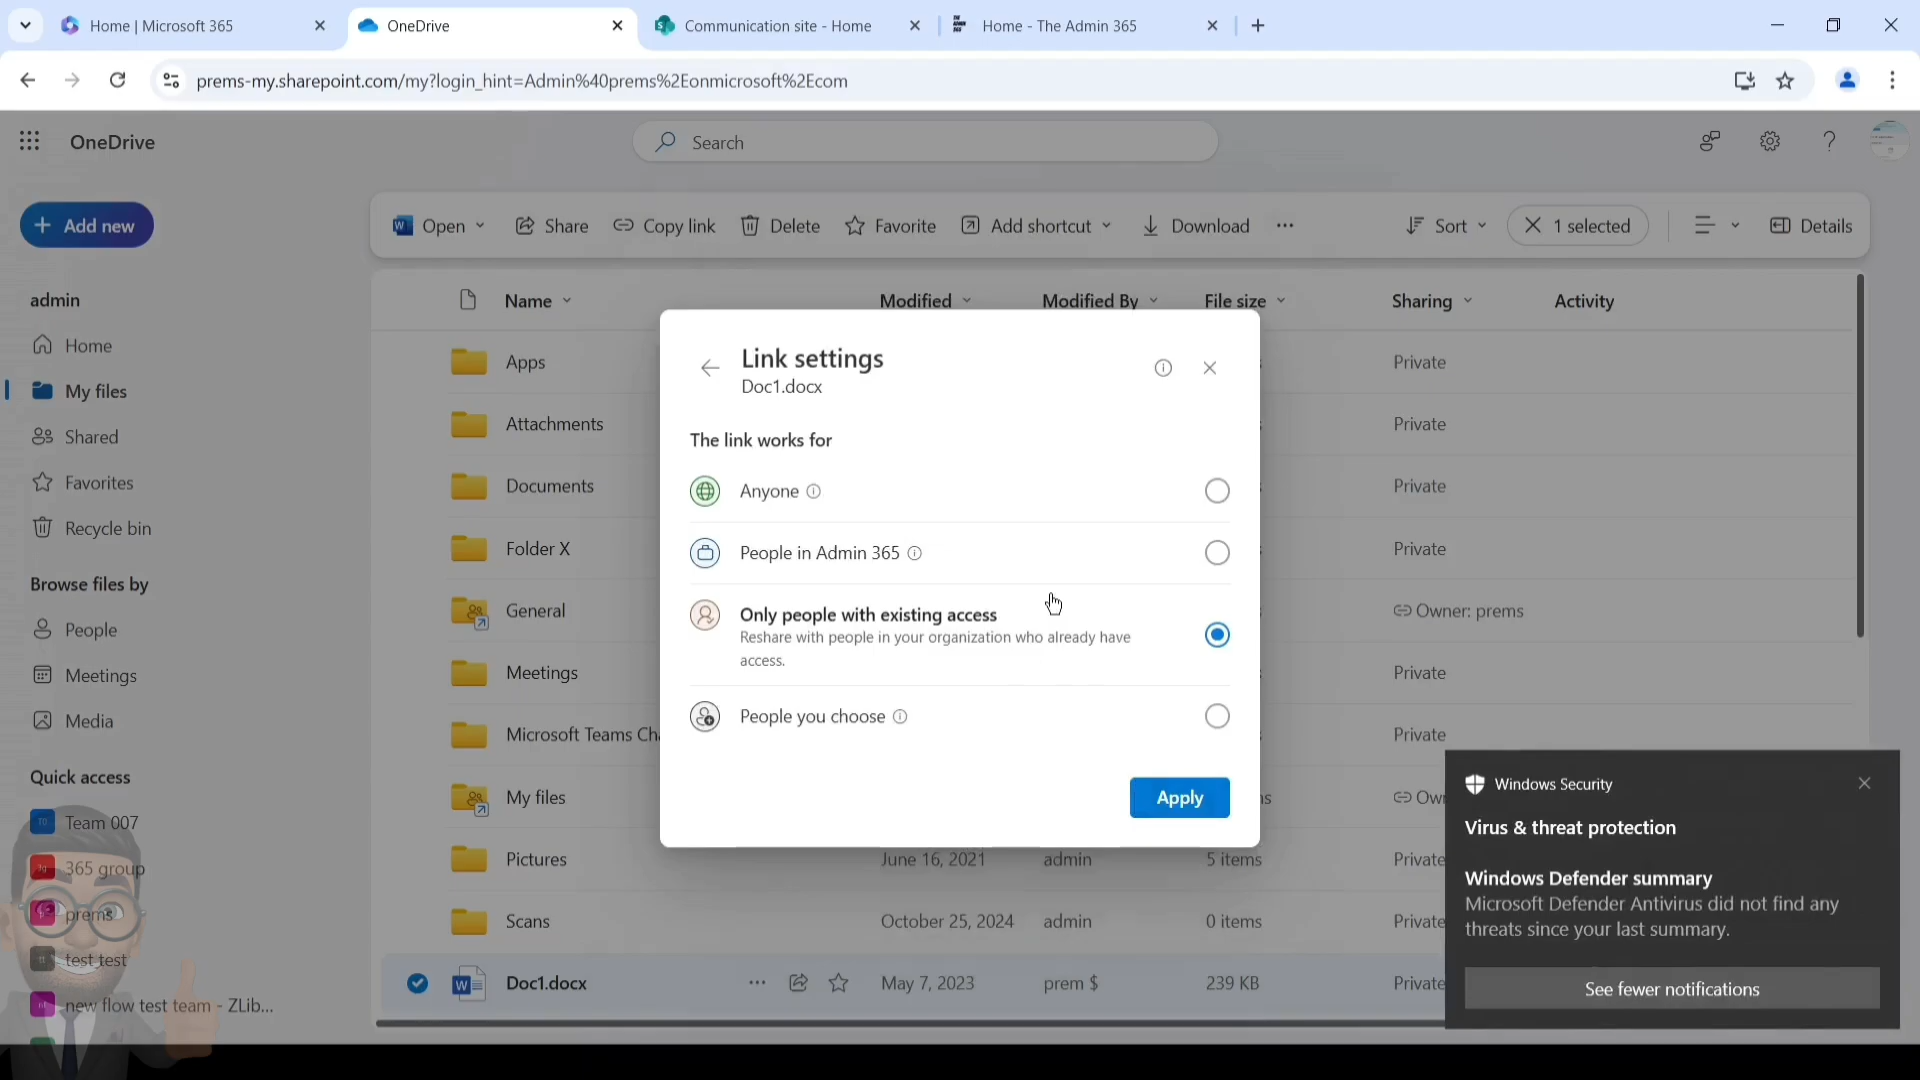 Home | Microsoft 365
OneDrive
Communication site - Home
Home - The Admin 365
prems-my.sharepoint.com/my?login_hint=Admin%40prems%2Eonmicrosoft%2Ecom
OneDrive
Search
Add new
Open
Share
Copy link
Delete
Favorite
Add shortcut
Download
Sort
1 selected
Details
admin
Home
My files
Shared
Favorites
Recycle bin
Browse files by
People
Meetings
Media
Quick access
Team 007
365 group
prems
test test
new flow test team - ZLib...
Name
Modified
Modified By
File size
Sharing
Activity
Apps
Private
Attachments
Private
Documents
Private
Folder X
Private
General
Owner: prems
Meetings
Private
Microsoft Teams Ch
Private
My files
Pictures
June 16, 2021
admin
5 items
Private
Scans
October 25, 2024
admin
0 items
Private
Doc1.docx
May 7, 2023
prem $
239 KB
Private
Link settings
Doc1.docx
The link works for
Anyone
People in Admin 365
Only people with existing access
Reshare with people in your organization who already have
access.
People you choose
Apply
Windows Security
Virus & threat protection
Windows Defender summary
Microsoft Defender Antivirus did not find any
threats since your last summary.
See fewer notifications